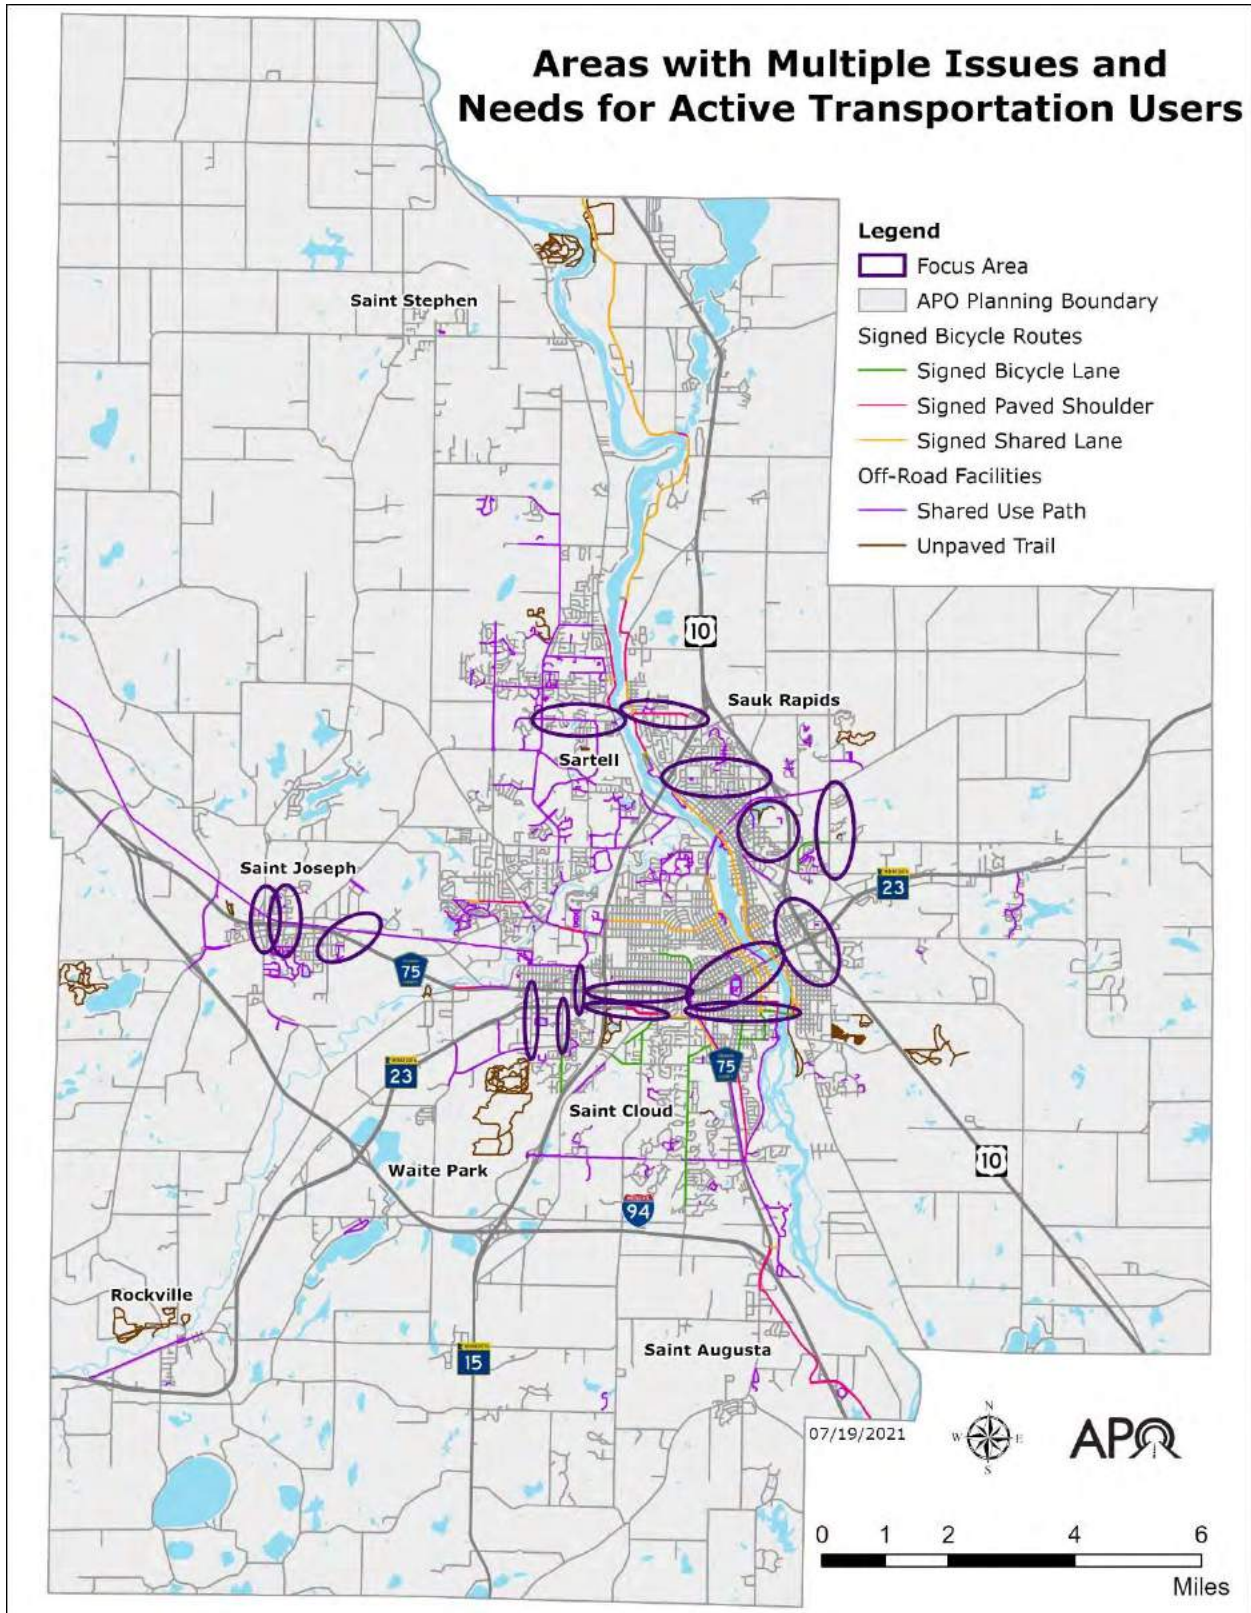 Areas with Multiple Issues and
Needs for Active Transportation Users
Legend
Focus Area
APO Planning Boundary
Signed Bicycle Routes
Signed Bicycle Lane
Signed Paved Shoulder
Signed Shared Lane
Off-Road Facilities
Shared Use Path
Unpaved Trail
Saint Stephen
10
Sauk Rapids
Sartell
Saint Joseph
23
75
23
75
Saint Cloud
Waite Park
10
94
Rockville
15
Saint Augusta
07/19/2021
N
W E
S
APO
0 1 2 4 6
Miles